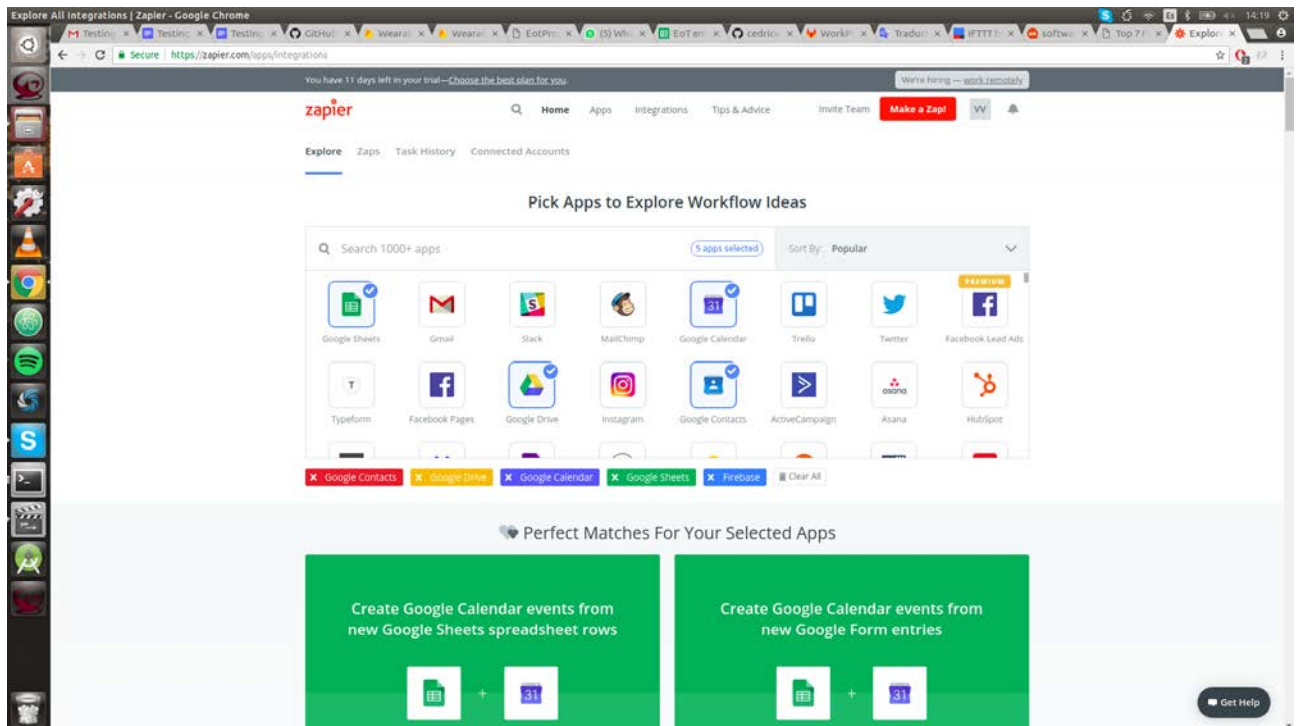 Explore All Integrations | Zapier - Google Chrome
14:19
Testing
Testing
Testing
GitHub
EotPro
(5) Wh
EoT en
cedric
Traduc
IFTTT b
softwa
Top 7
Explor
Secure | https://zapier.com/apps/integrations
You have 11 days left in your trial—Choose the best plan for you.
We're hiring — work remotely
zapier
Home
Apps
Integrations
Tips & Advice
Invite Team
Make a Zap!
VV
Explore
Zaps
Task History
Connected Accounts
Pick Apps to Explore Workflow Ideas
Search 1000+ apps
5 apps selected
Sort By: Popular
PREMIUM
31
Google Sheets
Gmail
Slack
MailChimp
Google Calendar
Trello
Twitter
Facebook Lead Ads
T
asana
Typeform
Facebook Pages
Google Drive
Instagram
Google Contacts
ActiveCampaign
Asana
HubSpot
x Google Contacts
x Google Drive
x Google Calendar
x Google Sheets
x Firebase
Clear All
Perfect Matches For Your Selected Apps
Create Google Calendar events from
new Google Sheets spreadsheet rows
+
31
Create Google Calendar events from
new Google Form entries
+
31
Get Help